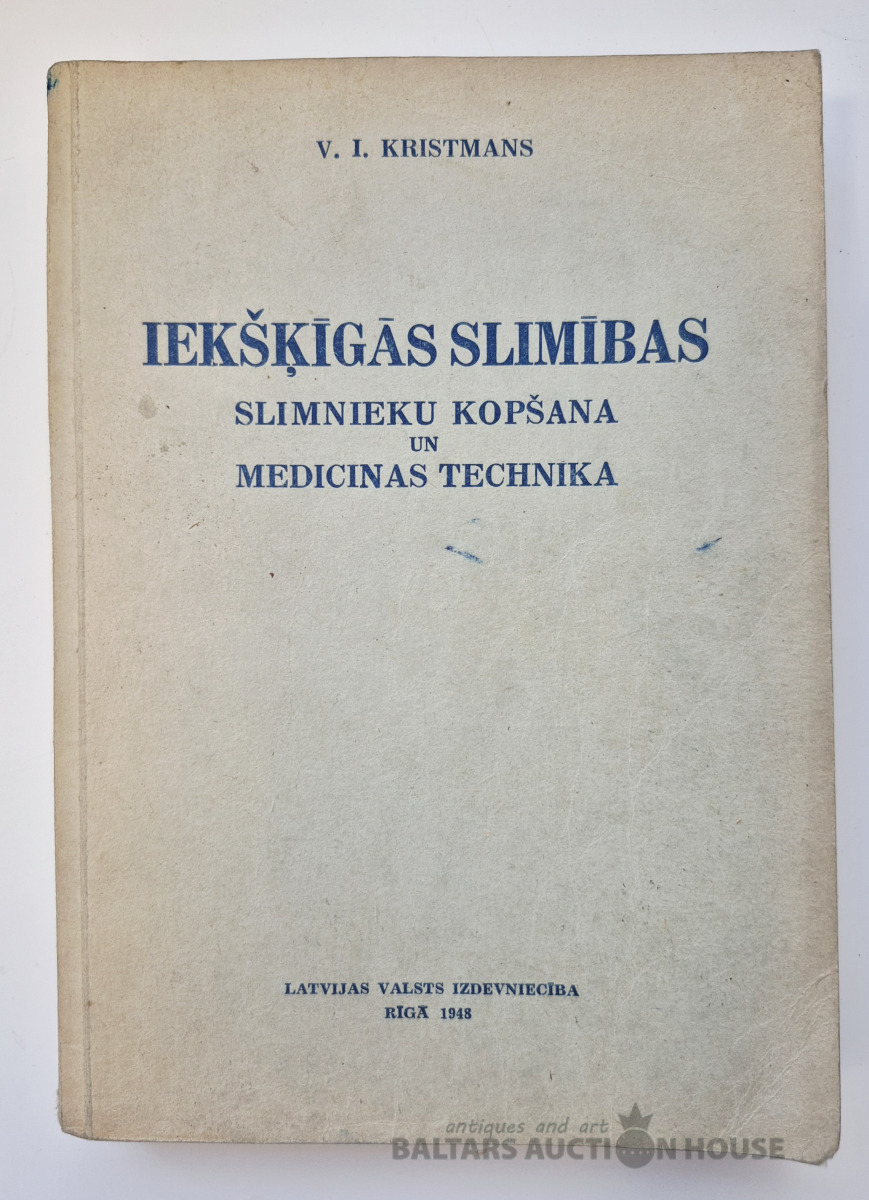 V. I. KRISTMANS
IEKŠĶĪGĀS SLIMĪBAS
SLIMNIEKU KOPŠANA
UN
MEDICINAS TECHNIKA
LATVIJAS VALSTS IZDEVNIECĪBA
RĪGĀ 1948
antiques and art
BALTARS AUCTION HOUSE